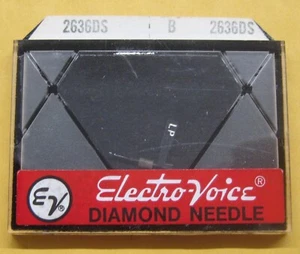 2636DS B 2636DS
LP
EV®
Electro-Voice®
DIAMOND NEEDLE